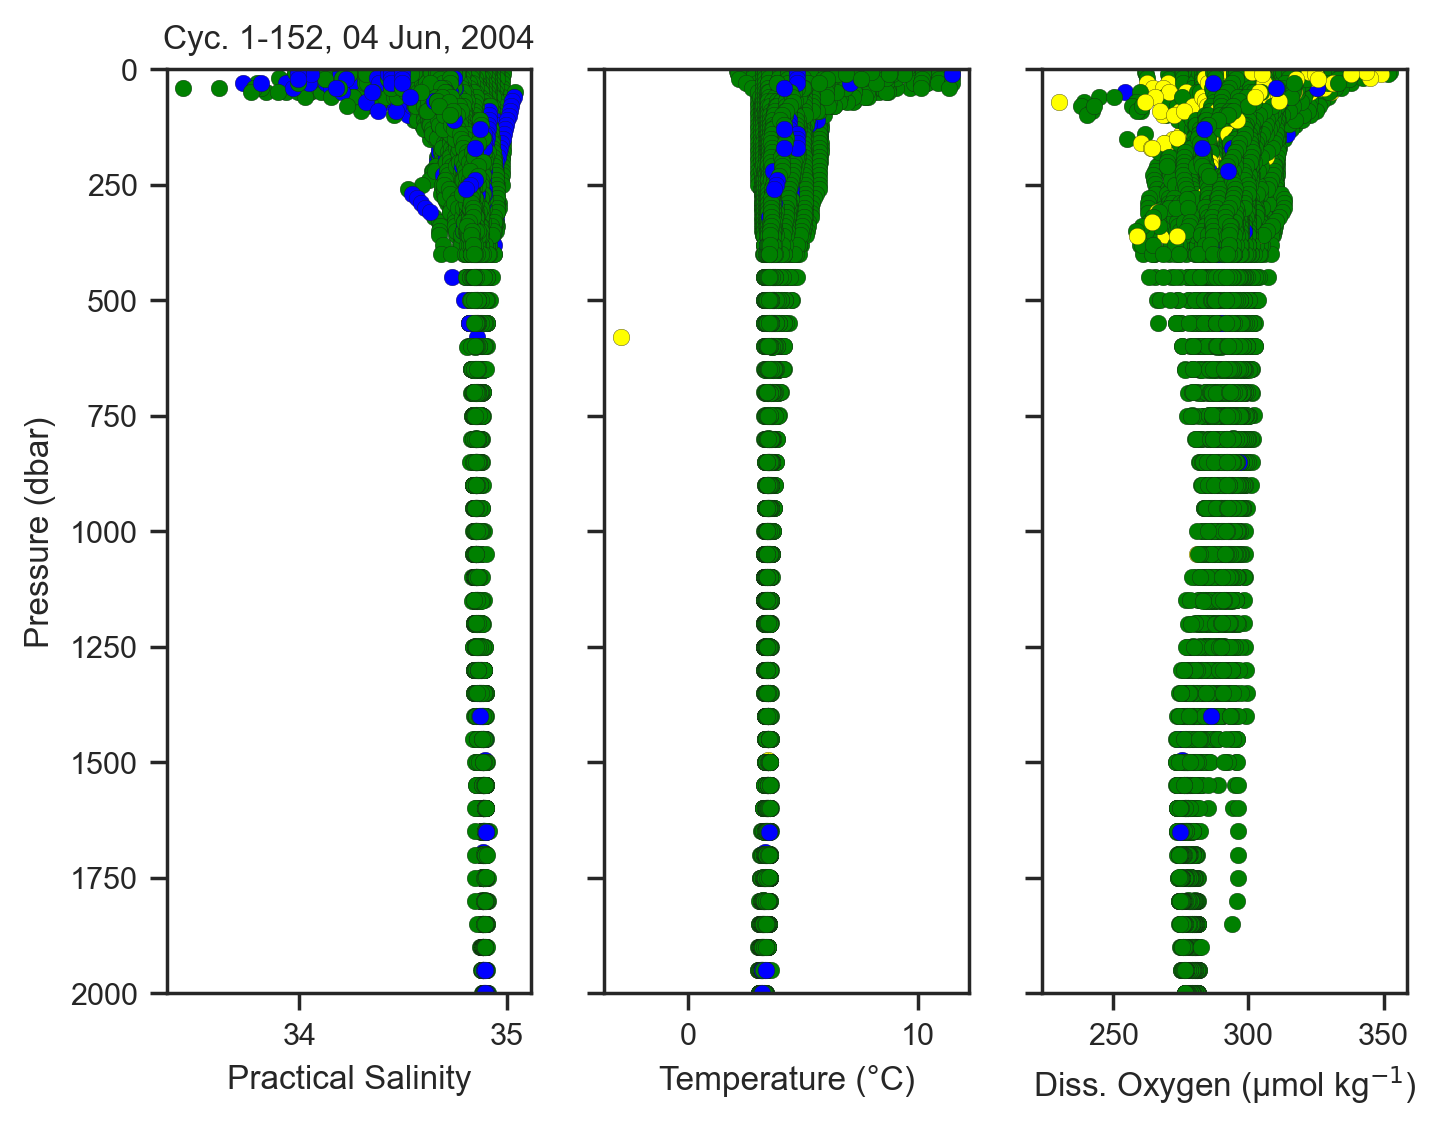 Cyc. 1-152, 04 Jun, 2004
0
250
500
750
1000
1250
1500
1750
2000
Pressure (dbar)
34 35
0 10
250 300 350
Practical Salinity
Temperature (°C)
Diss. Oxygen (µmol kg⁻¹)